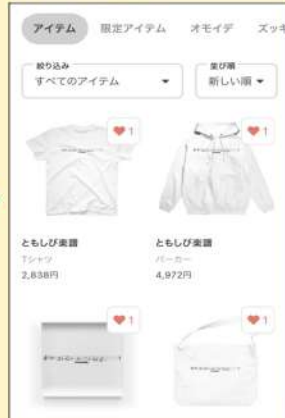 アイテム 限定アイテム オモイデ ズッキ
絞り込み 並び順
すべてのアイテム 新しい順
1 1
ともしび楽譜 ともしび楽譜
Tシャツ パーカー
2,838円 4,972円
1 1